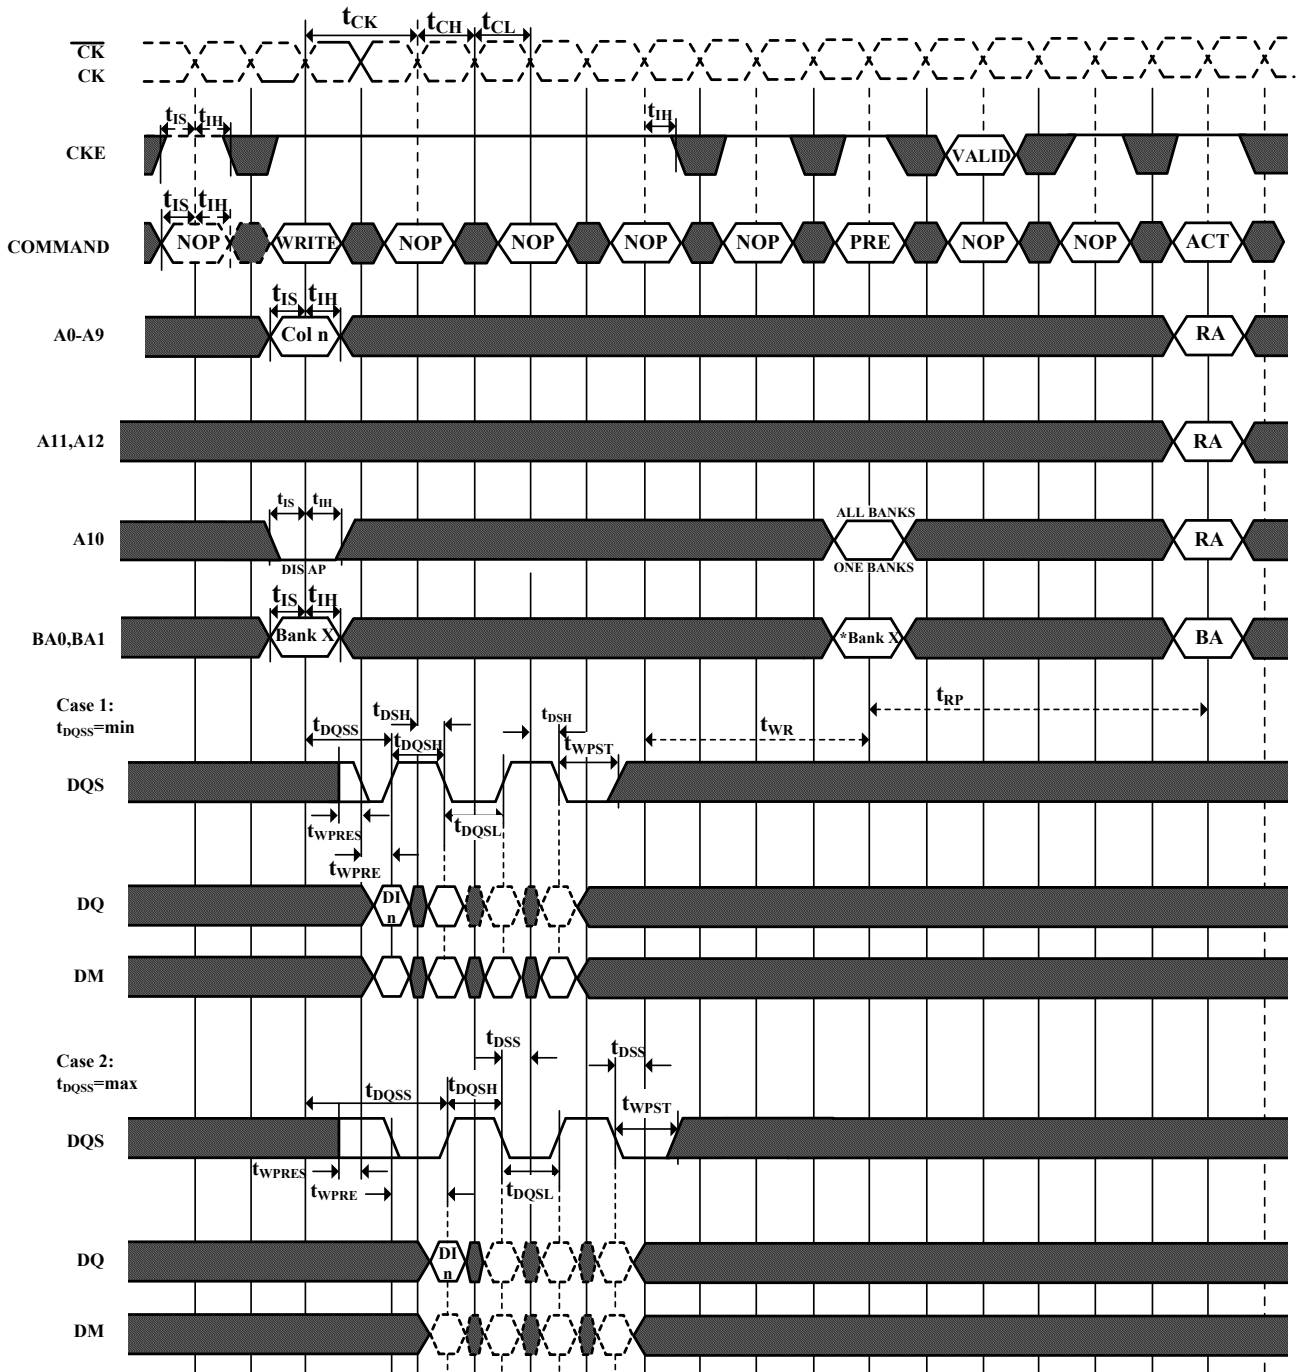 tCK tCH tCL
CK
CK
tIS tIH tIH
CKE VALID
tIS tIH
COMMAND NOP WRITE NOP NOP NOP NOP PRE NOP NOP ACT
tIS tIH
A0-A9 Col n RA
A11,A12 RA
tIS tIH ALL BANKS
A10 RA
DIS AP ONE BANKS
tIS tIH
BA0,BA1 Bank X *Bank X BA
Case 1:
tDQSS=min
tDQSS tDSH tDSH tRP
tDQSH tWPST tWR
DQS
tWPRES tDQSL
tWPRE
DQ DI
n
DM
Case 2:
tDQSS=max
tDSS tDSS
tDQSS tDQSH tWPST
DQS
tWPRES tWPRE tDQSL
DQ DI
n
DM